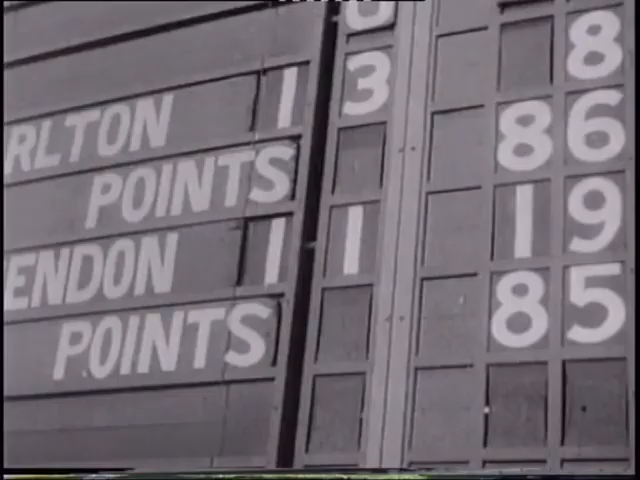 RLTON 1 3 8
POINTS 86
ENDON 1 1 19
POINTS 85